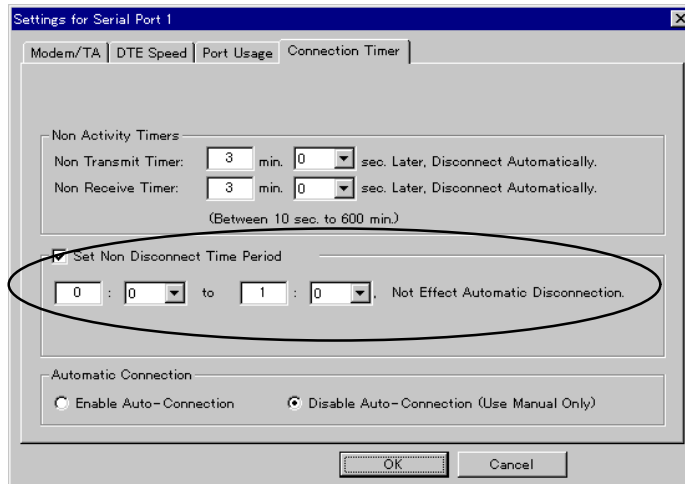 Settings for Serial Port 1
Modem/TA DTE Speed Port Usage Connection Timer
Non Activity Timers
Non Transmit Timer: 3 min. 0 sec. Later, Disconnect Automatically.
Non Receive Timer: 3 min. 0 sec. Later, Disconnect Automatically.
(Between 10 sec. to 600 min.)
Set Non Disconnect Time Period
0 : 0 to 1 : 0 , Not Effect Automatic Disconnection.
Automatic Connection
Enable Auto-Connection Disable Auto-Connection (Use Manual Only)
OK Cancel